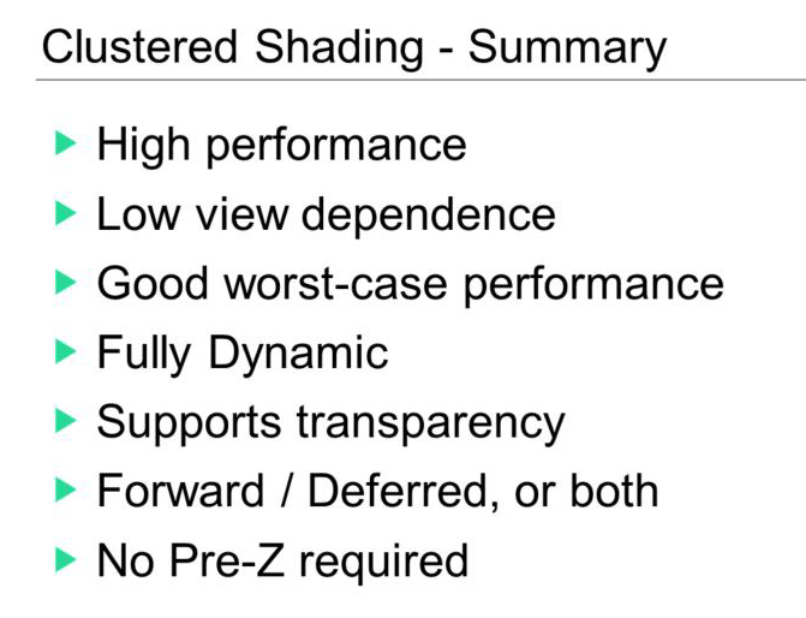 Clustered Shading - Summary
High performance
Low view dependence
Good worst-case performance
Fully Dynamic
Supports transparency
Forward / Deferred, or both
No Pre-Z required